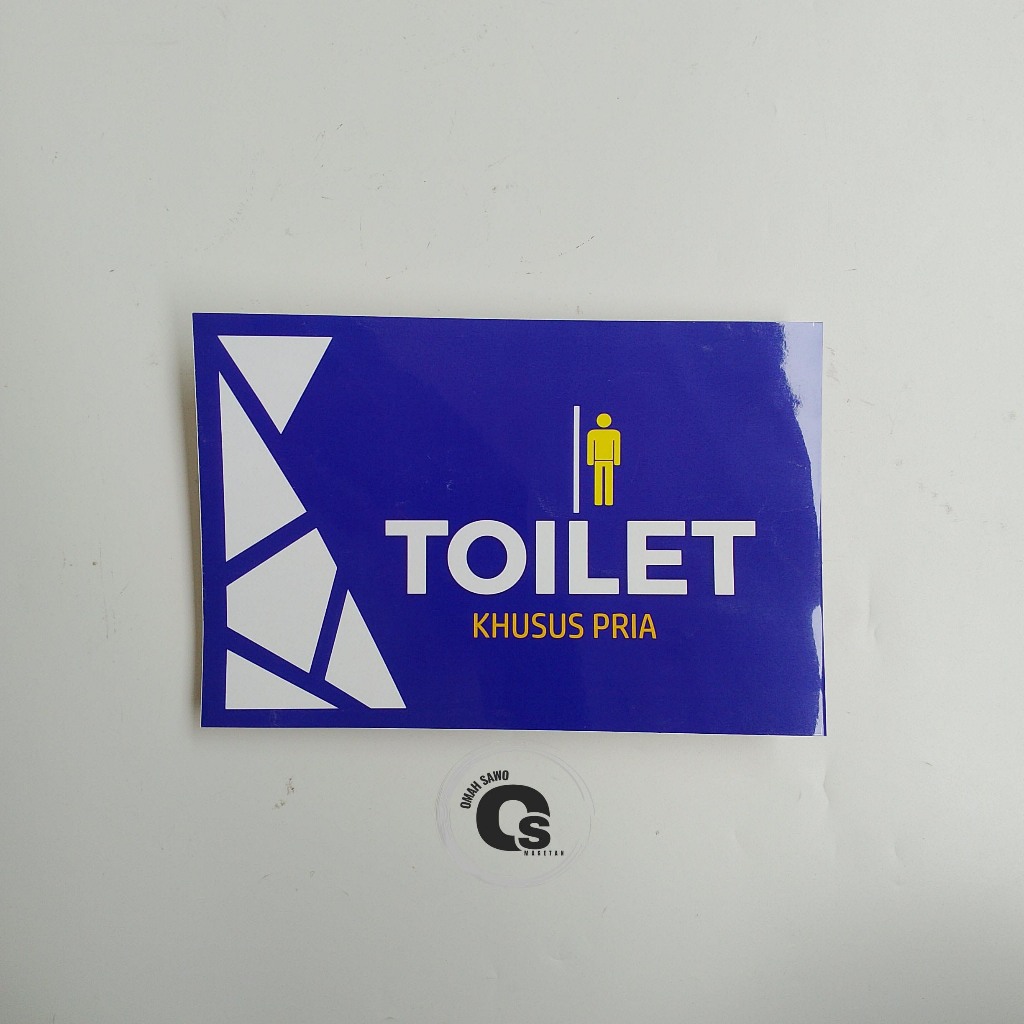 TOILET
KHUSUS PRIA
OMAH SAWO
OS
MAGETAN